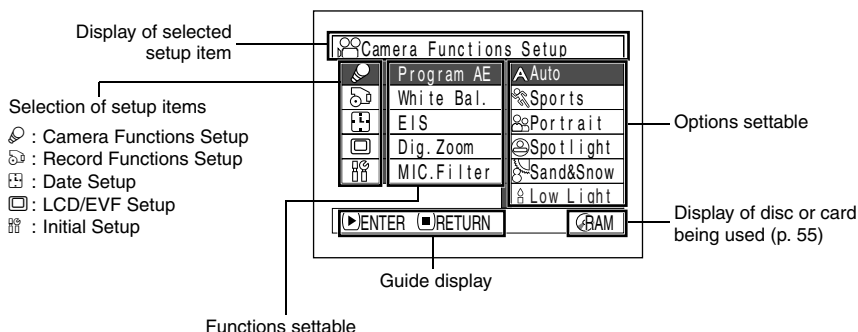 Display of selected
setup item
Camera Functions Setup
Selection of setup items
: Camera Functions Setup
: Record Functions Setup
: Date Setup
: LCD/EVF Setup
: Initial Setup
Program AE
White Bal.
EIS
Dig.Zoom
MIC.Filter
A Auto
Sports
Portrait
Spotlight
Sand&Snow
Low Light
Options settable
ENTER RETURN
RAM
Display of disc or card
being used (p. 55)
Guide display
Functions settable